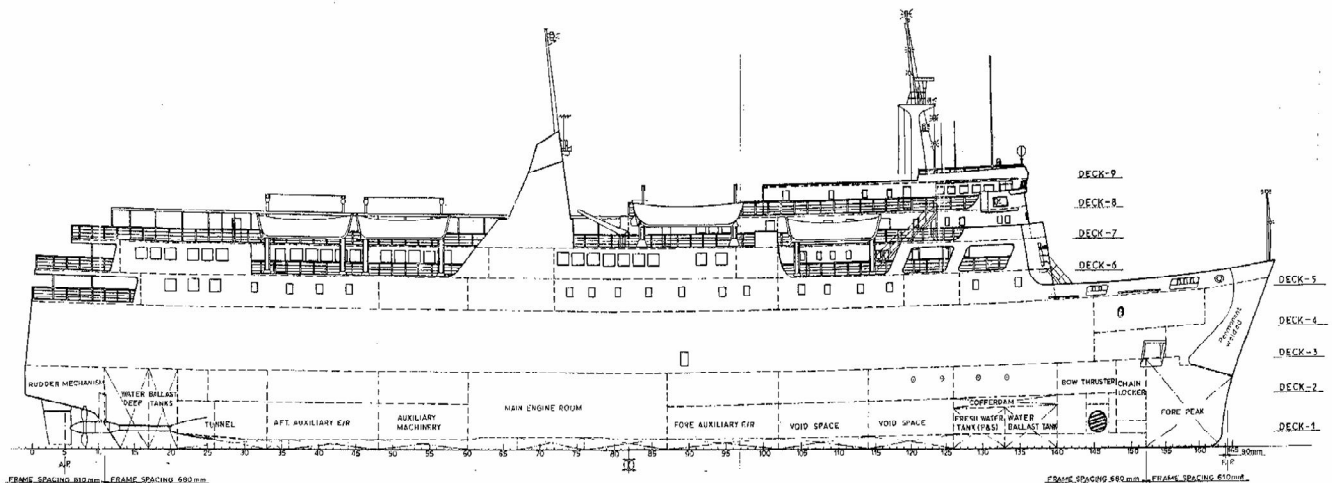 DECK-9
DECK-8
DECK-7
DECK-6
DECK-5
DECK-4
DECK-3
DECK-2
DECK-1
Permanent
welded
RUDDER MECHANISM
WATER BALLAST
DEEP TANKS
TUNNEL
AFT. AUXILIARY E/R
AUXILIARY
MACHINERY
MAIN ENGINE ROUM
FORE AUXILIARY E/R
VOID SPACE
VOID SPACE
COFFERDAM
FRESH WATER
TANK (P&S)
WATER
BALLAST TANK
BOW THRUSTER
CHAIN
LOCKER
FORE PEAK
0 5 10 15 20 25 30 35 40 45 50 55 60 65 70 75 80 85 90 95 100 105 110 115 120 125 130 135 140 145 150 155 160
90mm
FRAME SPACING 610 mm FRAME SPACING 680 mm
FRAME SPACING 680 mm FRAME SPACING 610mm